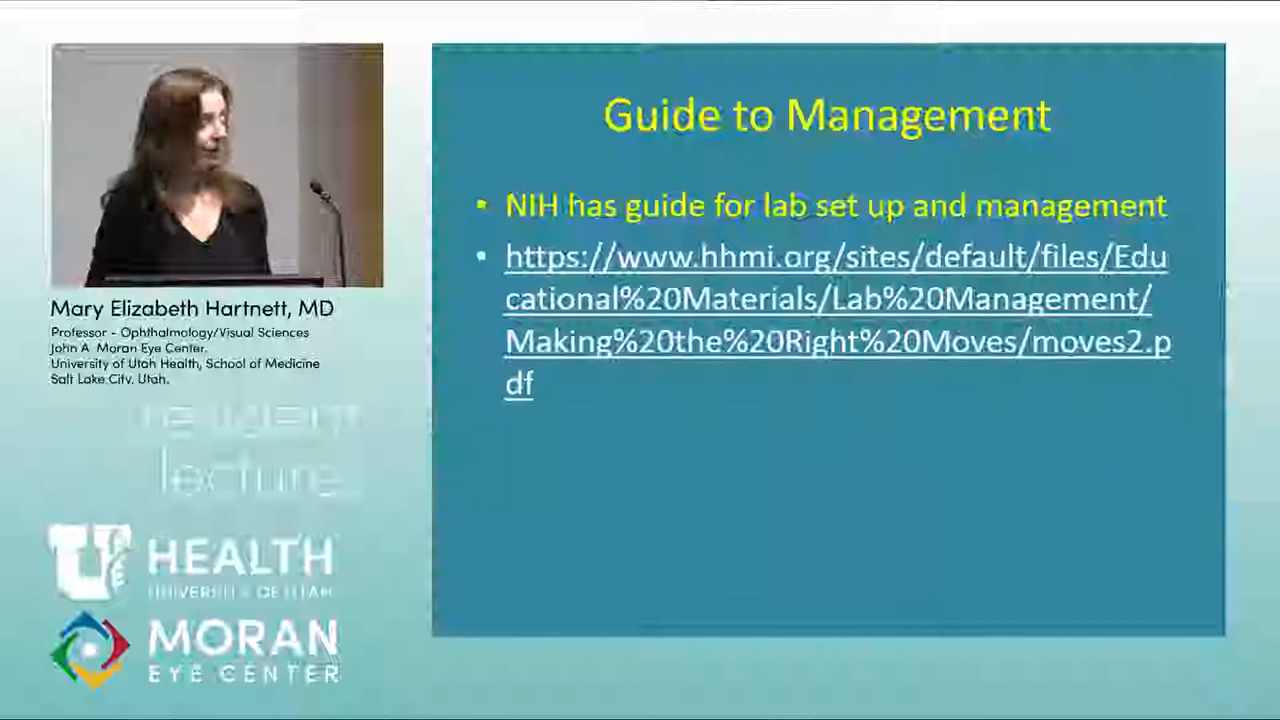 Guide to Management
• NIH has guide for lab set up and management
• https://www.hhmi.org/sites/default/files/Edu
cational%20Materials/Lab%20Management/
Making%20the%20Right%20Moves/moves2.p
df
Mary Elizabeth Hartnett, MD
Professor - Ophthalmology/Visual Sciences
John A. Moran Eye Center.
University of Utah Health, School of Medicine
Salt Lake City, Utah.
resident
lecture
U
HEALTH
UNIVERSITY OF UTAH
MORAN
EYE CENTER